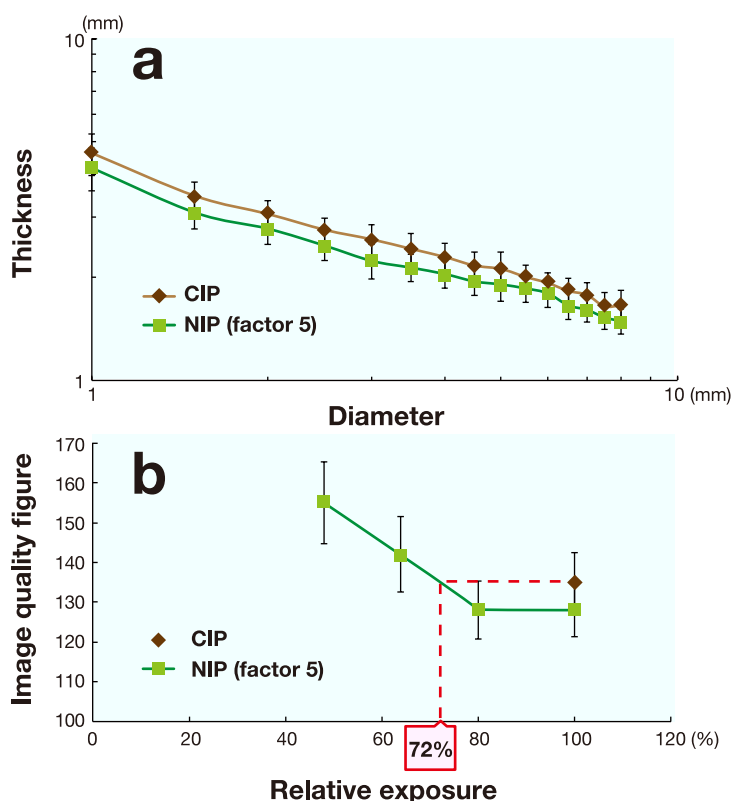 (mm)
10
a
Thickness
CIP
NIP (factor 5)
1
1
10 (mm)
Diameter
170
160
150
140
130
120
110
100
b
Image quality figure
CIP
NIP (factor 5)
0
20
40
60
80
100
120
(%)
72%
Relative exposure